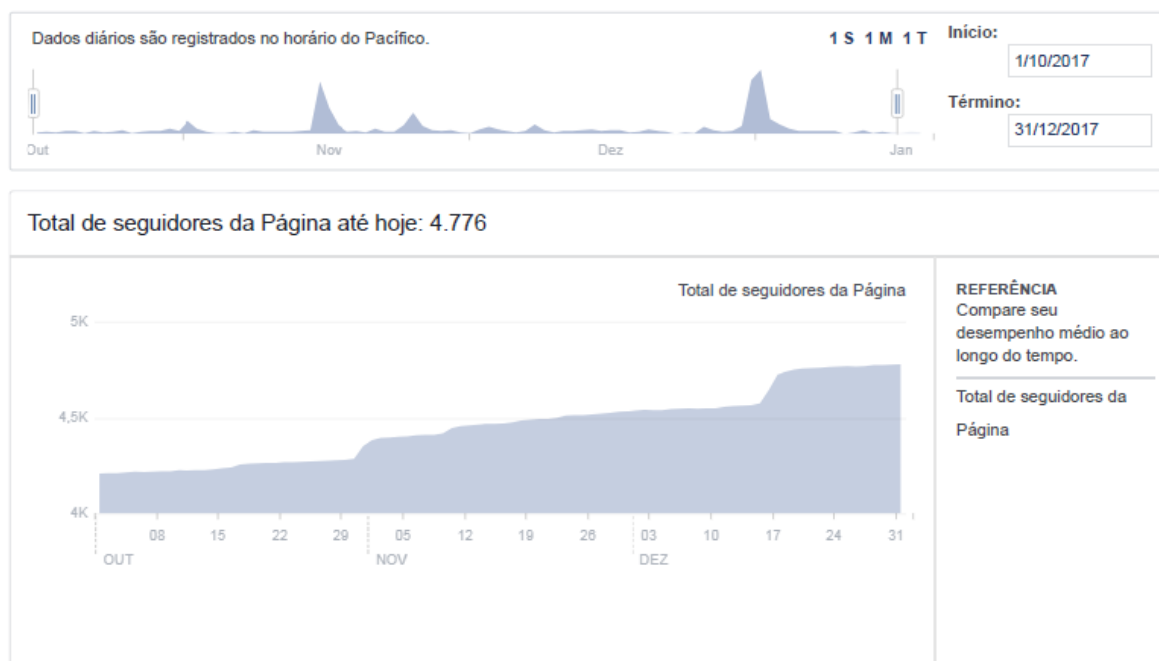 Dados diários são registrados no horário do Pacífico.
1 S 1 M 1 T
Início:
1/10/2017
Término:
31/12/2017
Out Nov Dez Jan
Total de seguidores da Página até hoje: 4.776
Total de seguidores da Página
5K
4,5K
4K
08 15 22 29 05 12 19 26 03 10 17 24 31
OUT NOV DEZ
REFERÊNCIA
Compare seu
desempenho médio ao
longo do tempo.
Total de seguidores da
Página